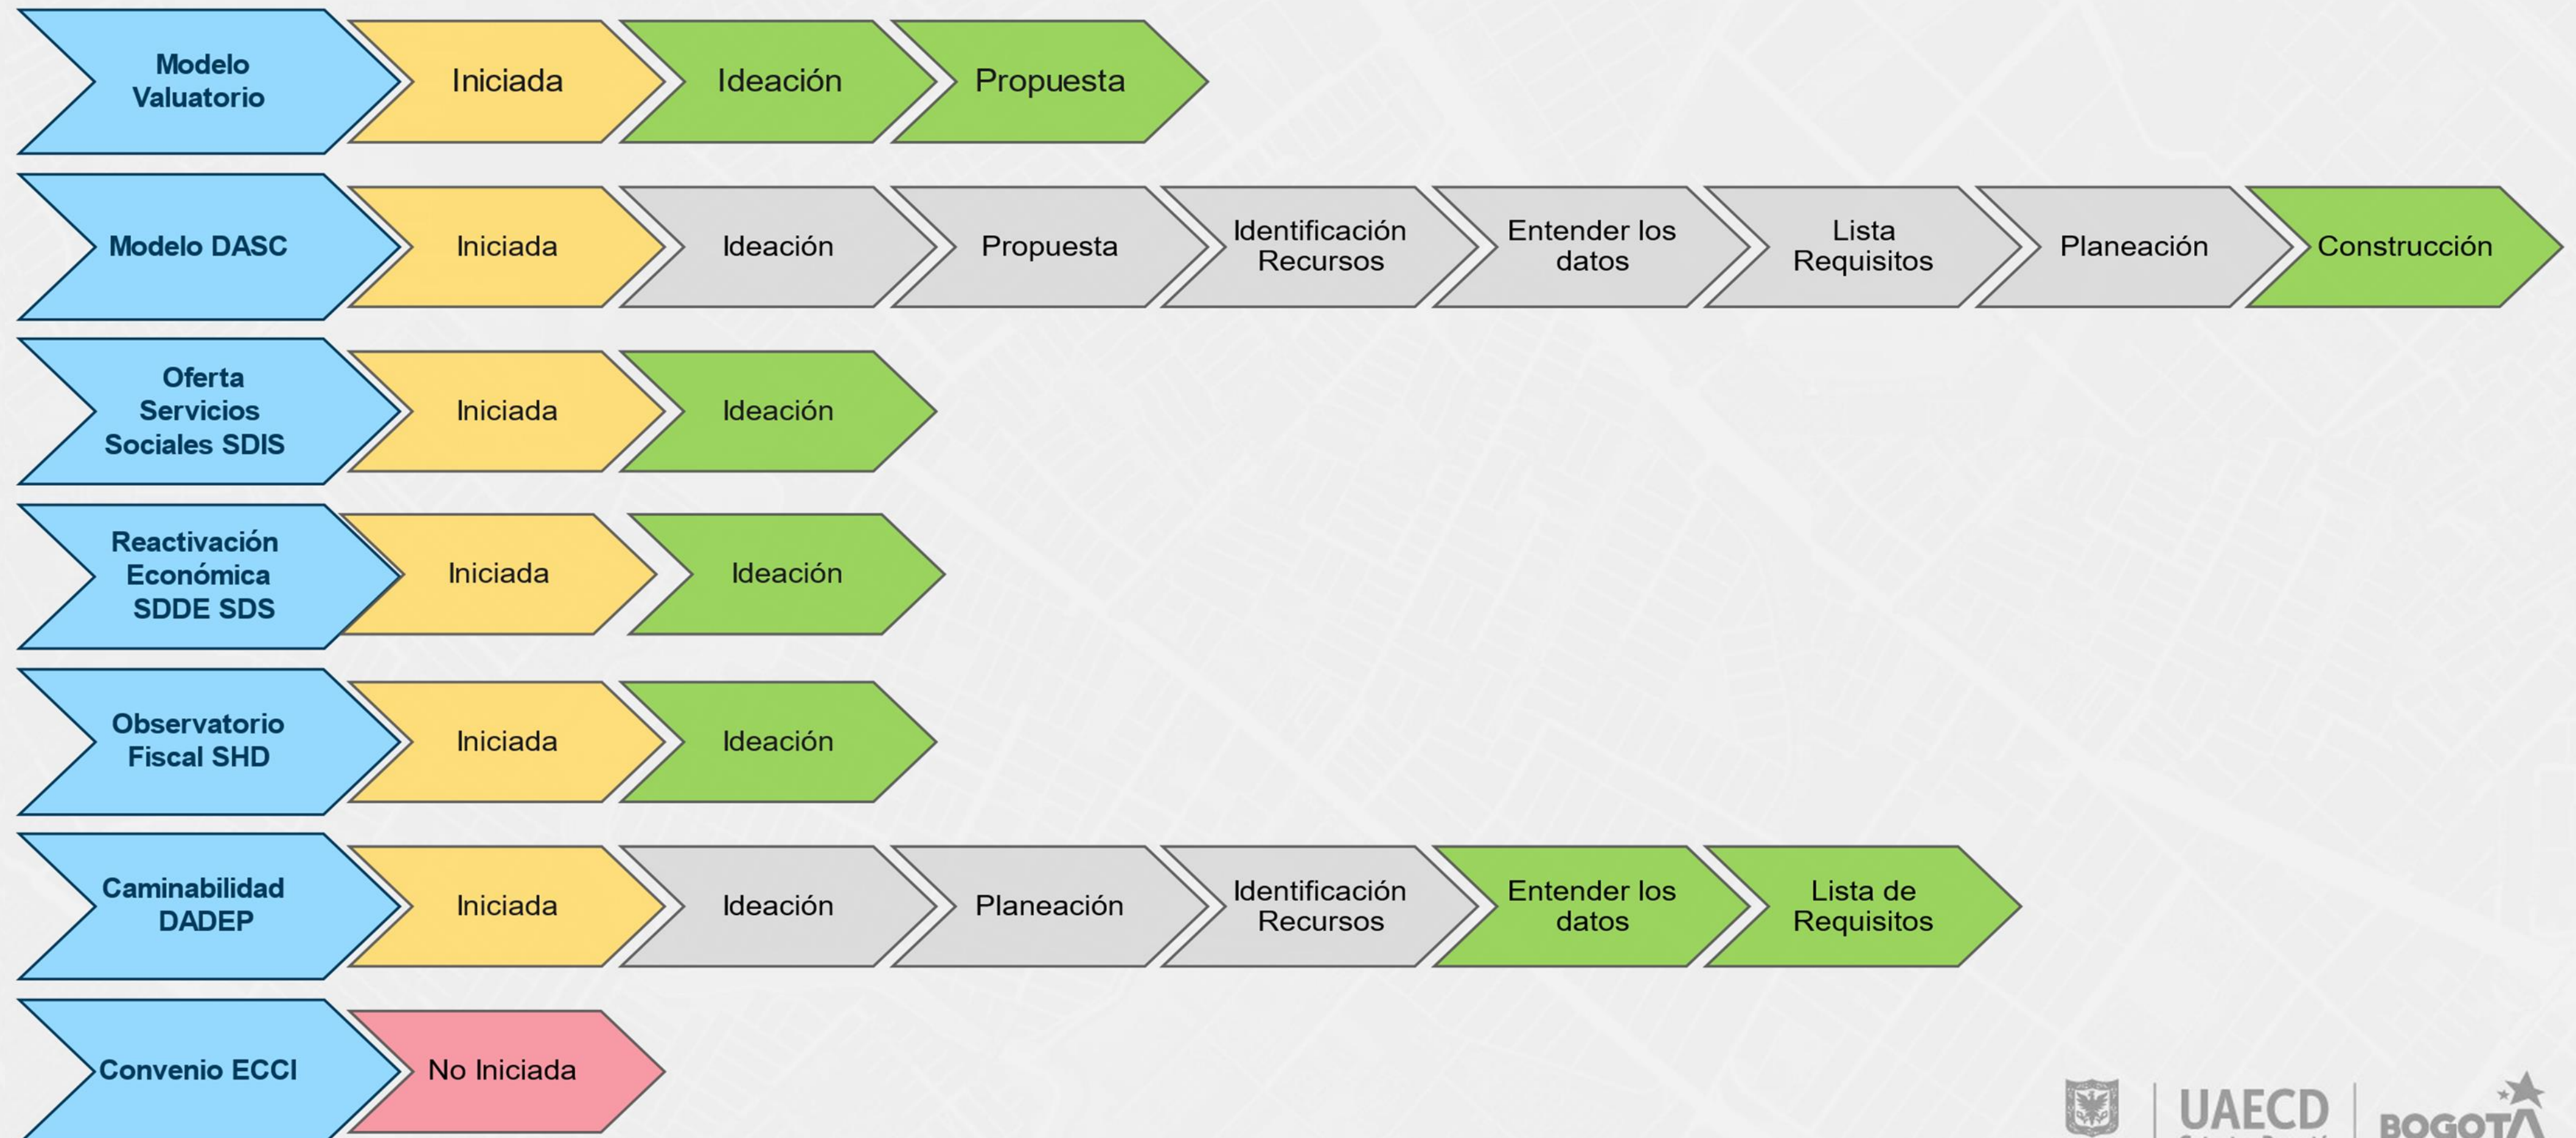 Modelo
Valuatorio
Iniciada
Ideación
Propuesta
Modelo DASC
Iniciada
Ideación
Propuesta
Identificación
Recursos
Entender los
datos
Lista
Requisitos
Planeación
Construcción
Oferta
Servicios
Sociales SDIS
Iniciada
Ideación
Reactivación
Económica
SDDE SDS
Iniciada
Ideación
Observatorio
Fiscal SHD
Iniciada
Ideación
Caminabilidad
DADEP
Iniciada
Ideación
Planeación
Identificación
Recursos
Entender los
datos
Lista de
Requisitos
Convenio ECCI
No Iniciada
UAECD
BOGOTÁ